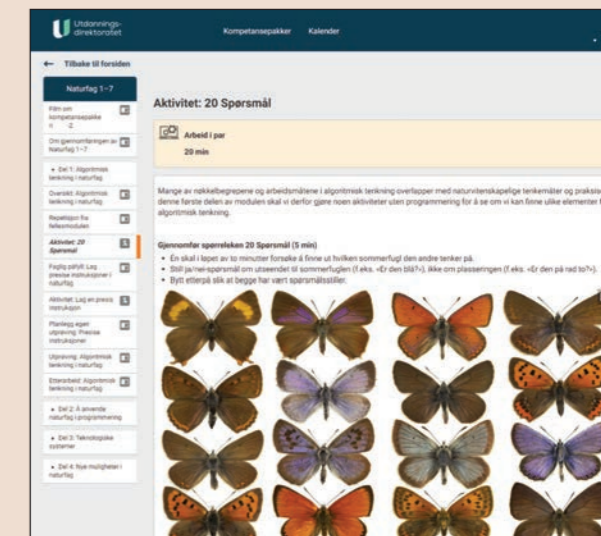 Utdannings-
direktoratet
Kompetansepakker
Kalender
← Tilbake til forsiden
Naturfag 1–7
Film om
kompetansepakke
Om gjennomføringen av
Naturfag 1–7
Del 1: Algoritmisk
tenkning i naturfag
Oversikt: Algoritmisk
tenkning i naturfag
Repetisjon fra
fellesmodulen
Aktivitet: 20
Spørsmål
Faglig påfyll: Lag
presise instruksjoner i
naturfag
Aktivitet: Lag en presis
instruksjon
Planlegg egen
utprøving: Presise
instruksjoner
Utprøving: Algoritmisk
tenkning i naturfag
Etterarbeid: Algoritmisk
tenkning i naturfag
Del 2: Å anvende
naturfag i programmering
Del 3: Teknologiske
systemer
Del 4: Nye muligheter i
naturfag
Aktivitet: 20 Spørsmål
Arbeid i par
20 min
Mange av nøkkelbegrepene og arbeidsmåtene i algoritmisk tenkning overlapper med naturvitenskapelige tenkemåter og praksise
denne første delen av modulen skal vi derfor gjøre noen aktiviteter uten programmering for å se om vi kan finne ulike elementer f
algoritmisk tenkning.
Gjennomfør spørreleken 20 Spørsmål (5 min)
• Én skal i løpet av to minutter forsøke å finne ut hvilken sommerfugl den andre tenker på.
• Still ja/nei-spørsmål om utseendet til sommerfuglen (f.eks. «Er den blå?»), ikke om plasseringen (f.eks. «Er den på rad to?»).
• Bytt etterpå slik at begge har vært spørsmålsstiller.